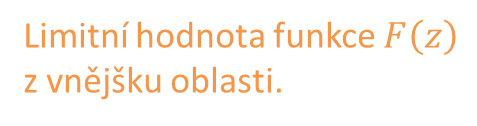 Limitní hodnota funkce 𝐹(𝑧)
z vnějšku oblasti.